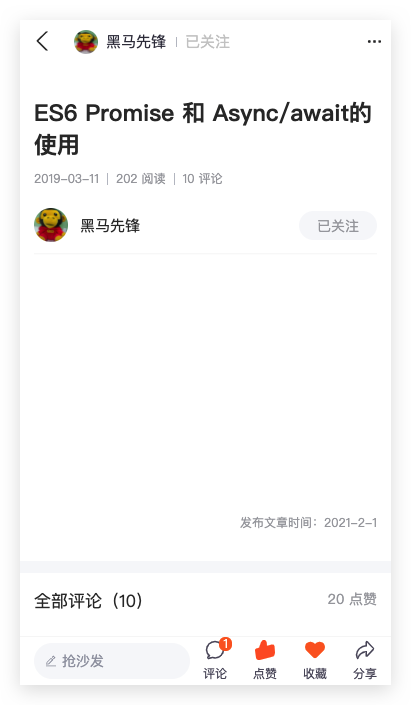 黑马先锋 | 已关注
ES6 Promise 和 Async/await的
使用
2019-03-11 | 202 阅读 | 10 评论
黑马先锋 已关注
发布文章时间：2021-2-1
全部评论（10） 20 点赞
抢沙发 1 评论 点赞 收藏 分享